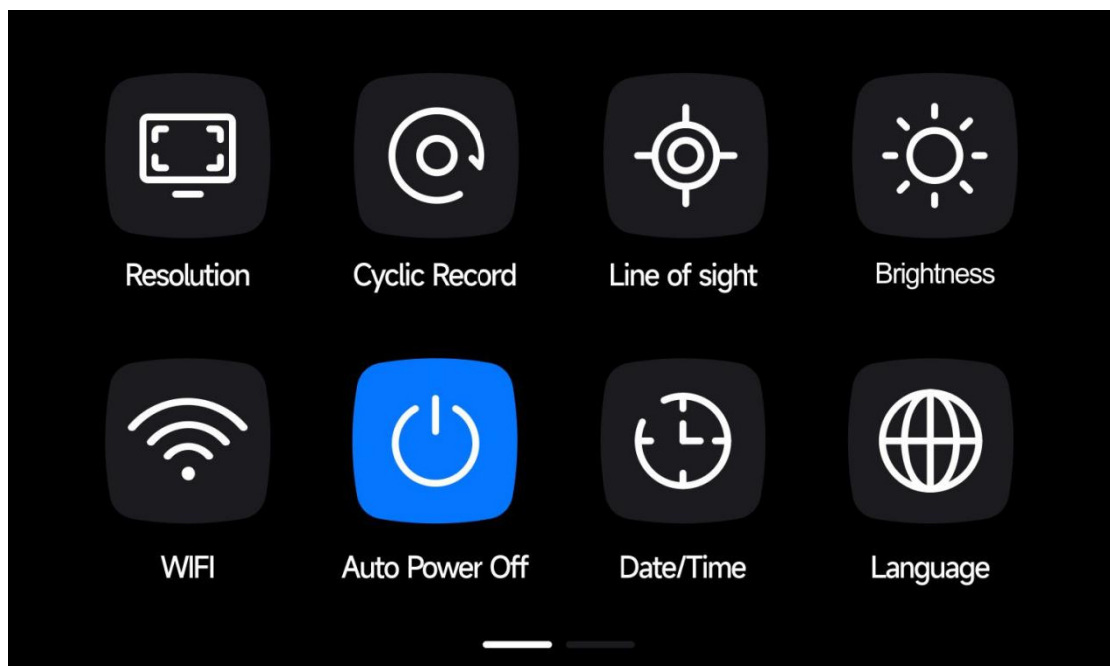 Resolution
Cyclic Record
Line of sight
Brightness
WIFI
Auto Power Off
Date/Time
Language